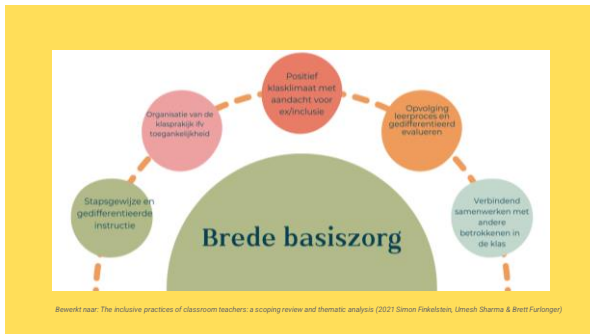 Positief
klasklimaat met
aandacht voor
ex/inclusie
Organisatie van de
klasprakijk ifv
toegankelijkheid
Opvolging
leerproces en
gedifferentieerd
evalueren
Stapsgewijze en
gedifferentieerde
instructie
Verbindend
samenwerken met
andere
betrokkenen in
de klas
Brede basiszorg
Bewerkt naar: The inclusive practices of classroom teachers: a scoping review and thematic analysis (2021 Simon Finkelstein, Umesh Sharma & Brett Furlonger)